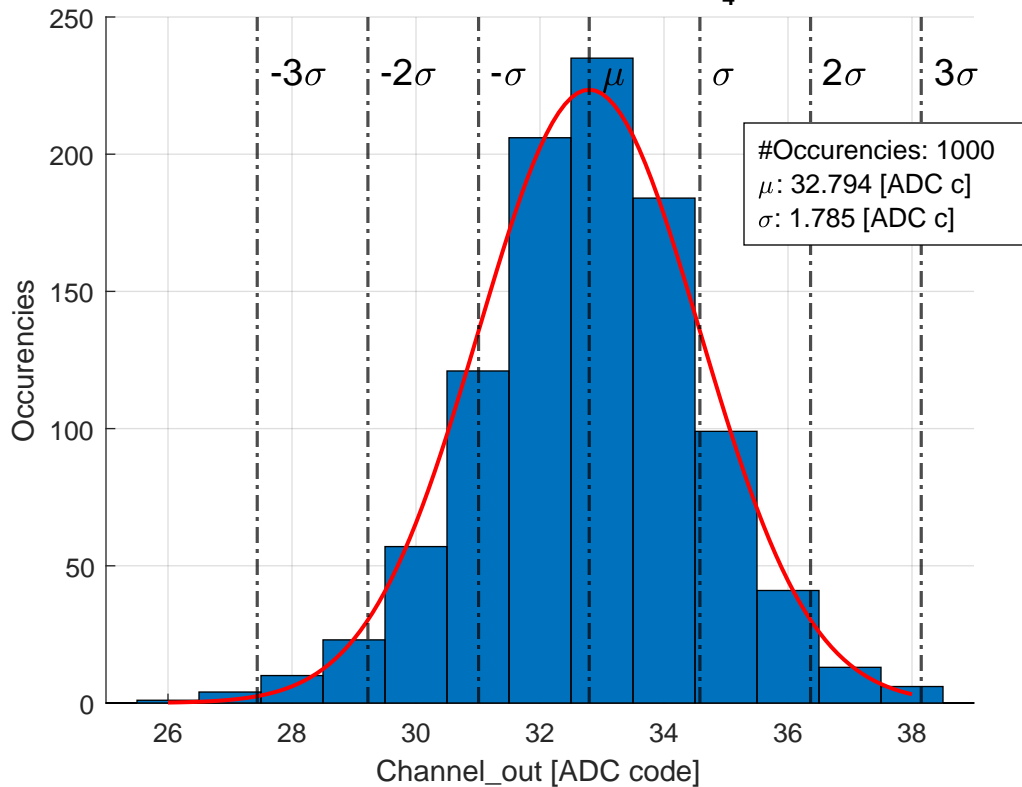 4
250
200
150
100
50
0
Occurencies
-3σ
-2σ
-σ
μ
σ
2σ
3σ
#Occurencies: 1000
μ: 32.794 [ADC c]
σ: 1.785 [ADC c]
26
28
30
32
34
36
38
Channel_out [ADC code]